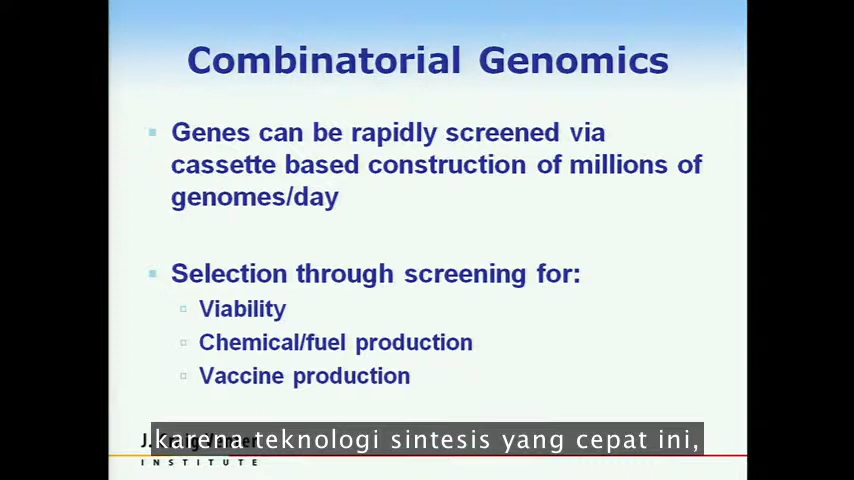 Combinatorial Genomics
Genes can be rapidly screened via
cassette based construction of millions of
genomes/day
Selection through screening for:
Viability
Chemical/fuel production
Vaccine production
karena teknologi sintesis yang cepat ini,
J.
INSTITUTE